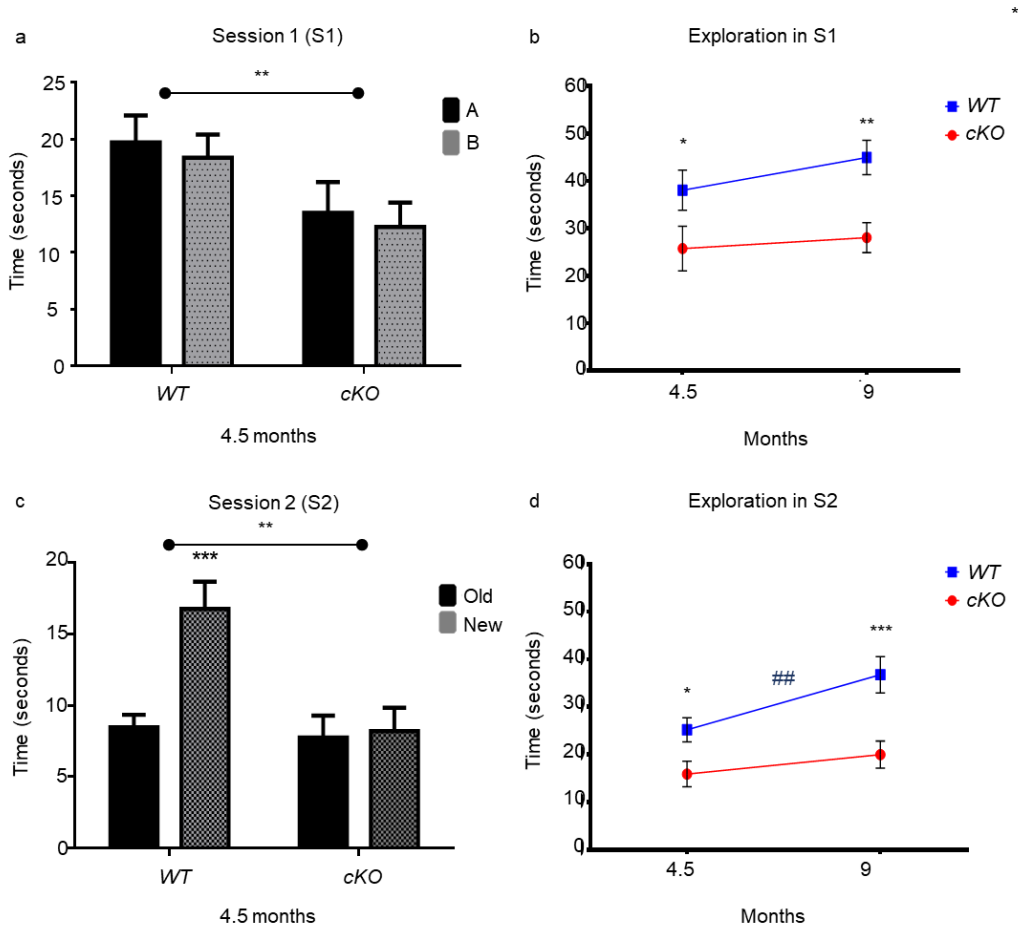 *
a
Session 1 (S1)
**
25
20
15
10
5
0
Time (seconds)
A
B
WT
cKO
4.5 months
b
Exploration in S1
60
50
40
30
20
10
0
Time (seconds)
*
**
WT
cKO
4.5
9
Months
c
Session 2 (S2)
**
***
20
15
10
5
0
Time (seconds)
Old
New
WT
cKO
4.5 months
d
Exploration in S2
60
50
40
30
20
10
0
Time (seconds)
*
##
***
WT
cKO
4.5
9
Months